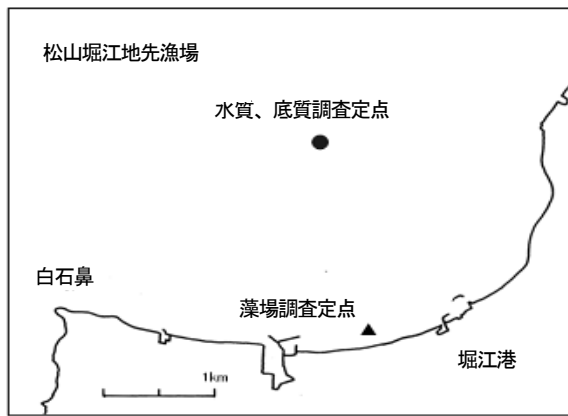 松山堀江地先漁場
水質、底質調査定点
白石鼻
藻場調査定点
堀江港
1km